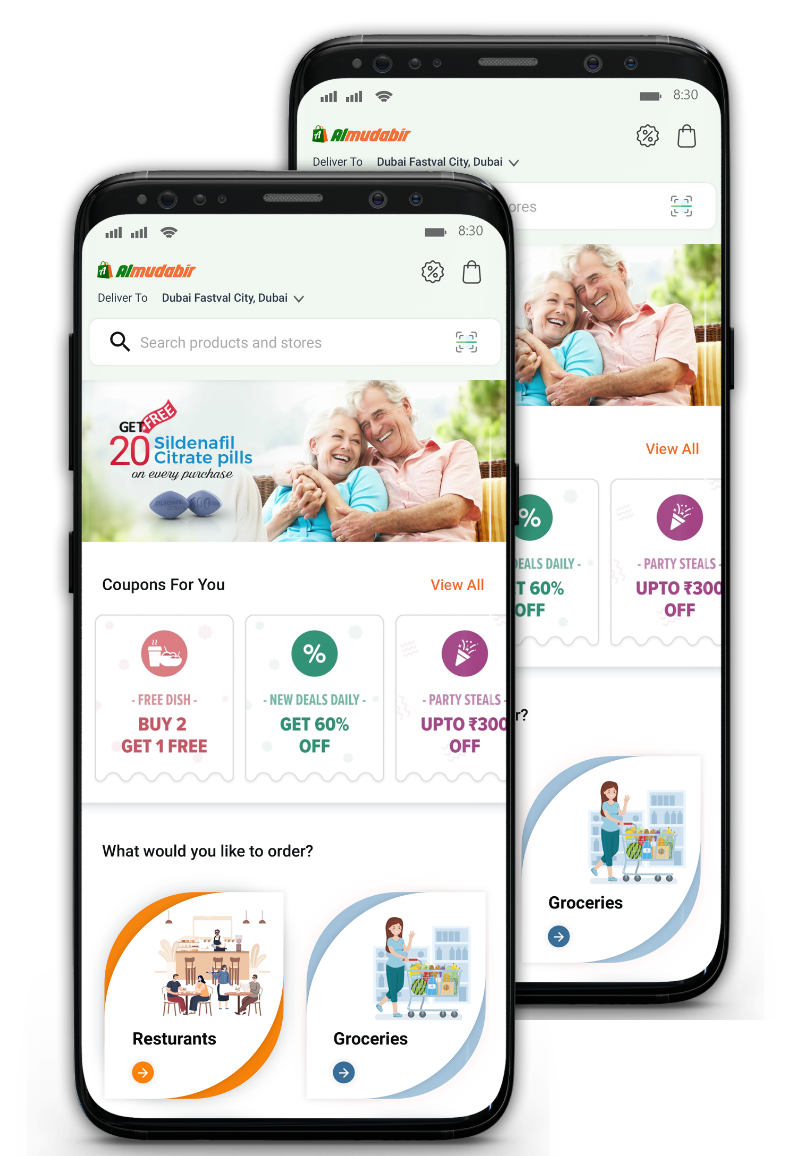 8:30
Almudabir
Deliver To Dubai Fastval City, Dubai
ores
View All
%
EALS DAILY -
T 60%
OFF
- PARTY STEALS -
UPTO ₹300
OFF
r?
Groceries
8:30
Almudabir
Deliver To Dubai Fastval City, Dubai
Search products and stores
GET FREE
20 Sildenafil
Citrate pills
on every purchase
Coupons For You
View All
%
- FREE DISH -
BUY 2
GET 1 FREE
- NEW DEALS DAILY -
GET 60%
OFF
- PARTY STEALS -
UPTO ₹300
OFF
What would you like to order?
Resturants
Groceries